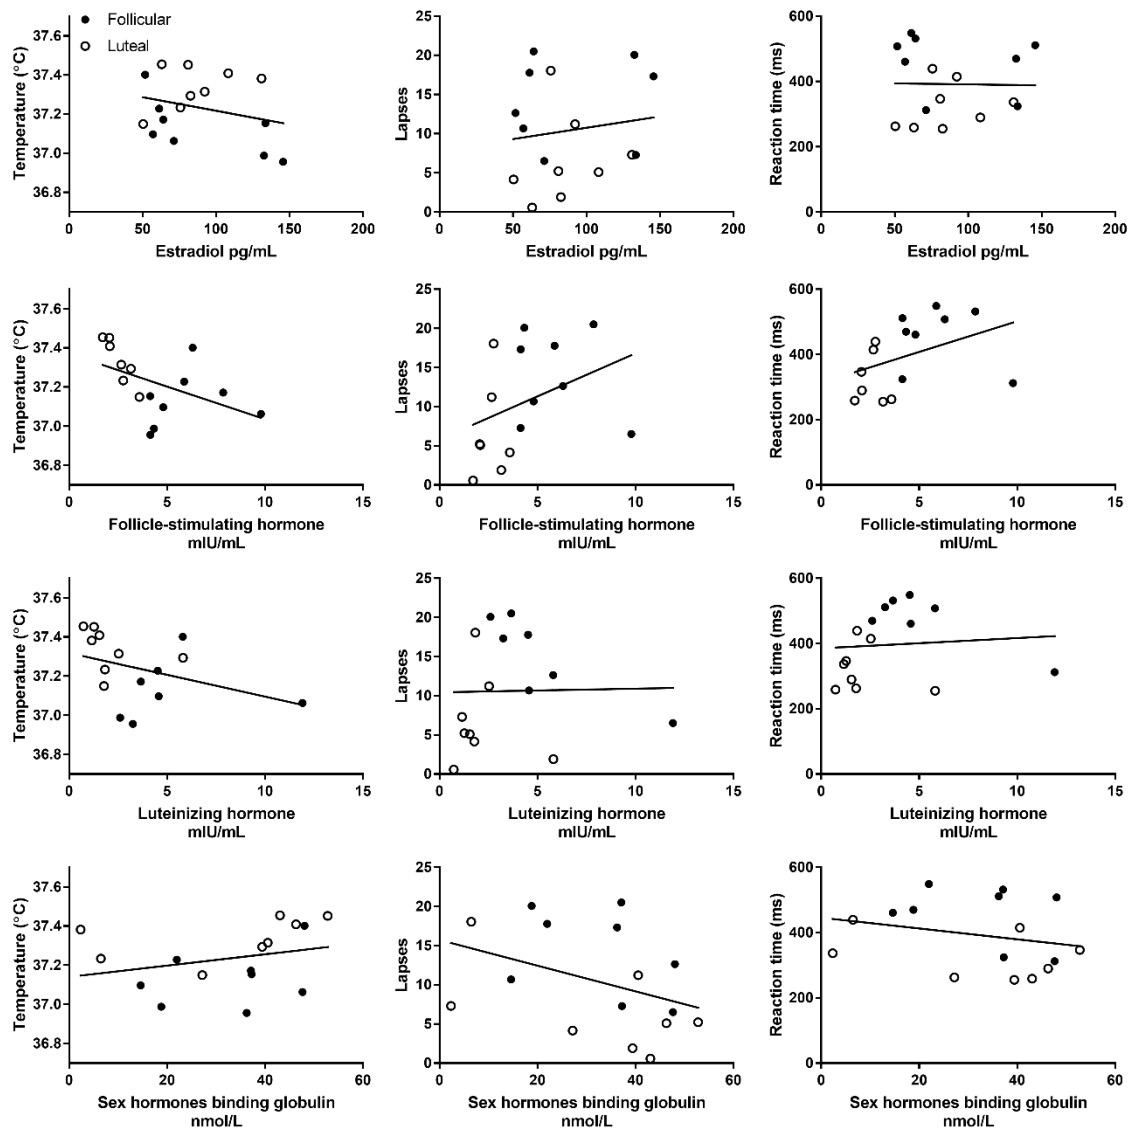 Follicular
Luteal
37.6
37.4
37.2
37.0
36.8
Temperature (°C)
0 50 100 150 200
Estradiol pg/mL
25
20
15
10
5
0
Lapses
0 50 100 150 200
Estradiol pg/mL
600
400
200
0
Reaction time (ms)
0 50 100 150 200
Estradiol pg/mL
37.6
37.4
37.2
37.0
36.8
Temperature (°C)
0 5 10 15
Follicle-stimulating hormone
mIU/mL
25
20
15
10
5
0
Lapses
0 5 10 15
Follicle-stimulating hormone
mIU/mL
600
400
200
0
Reaction time (ms)
0 5 10 15
Follicle-stimulating hormone
mIU/mL
37.6
37.4
37.2
37.0
36.8
Temperature (°C)
0 5 10 15
Luteinizing hormone
mIU/mL
25
20
15
10
5
0
Lapses
0 5 10 15
Luteinizing hormone
mIU/mL
600
400
200
0
Reaction time (ms)
0 5 10 15
Luteinizing hormone
mIU/mL
37.6
37.4
37.2
37.0
36.8
Temperature (°C)
0 20 40 60
Sex hormones binding globulin
nmol/L
25
20
15
10
5
0
Lapses
0 20 40 60
Sex hormones binding globulin
nmol/L
600
400
200
0
Reaction time (ms)
0 20 40 60
Sex hormones binding globulin
nmol/L